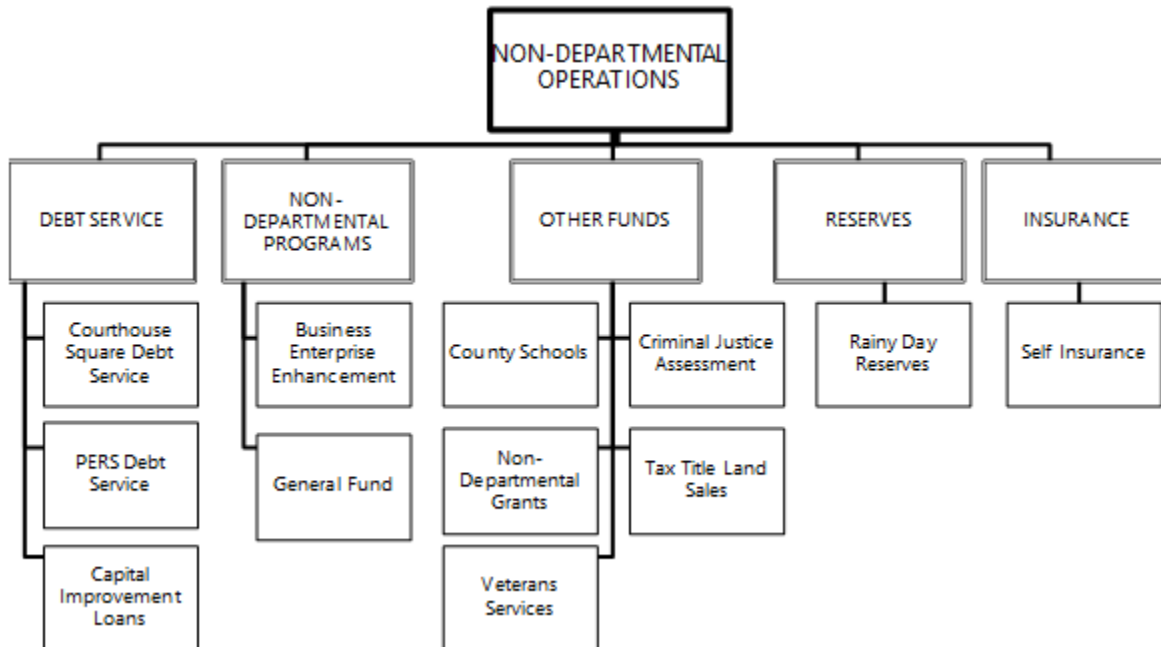 NON-DEPARTMENTAL
OPERATIONS
DEBT SERVICE
NON-
DEPARTMENTAL
PROGRAMS
OTHER FUNDS
RESERVES
INSURANCE
Courthouse
Square Debt
Service
Business
Enterprise
Enhancement
County Schools
Criminal Justice
Assessment
Rainy Day
Reserves
Self Insurance
PERS Debt
Service
General Fund
Non-
Departmental
Grants
Tax Title Land
Sales
Capital
Improvement
Loans
Veterans
Services